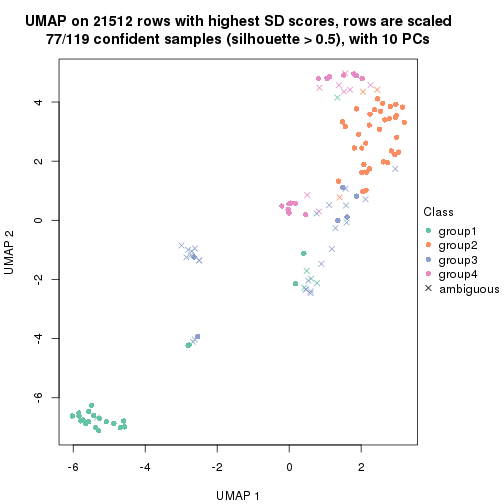 UMAP on 21512 rows with highest SD scores, rows are scaled
77/119 confident samples (silhouette > 0.5), with 10 PCs
UMAP 2
4
2
0
-2
-4
-6
-6
-4
-2
0
2
UMAP 1
Class
group1
group2
group3
group4
ambiguous